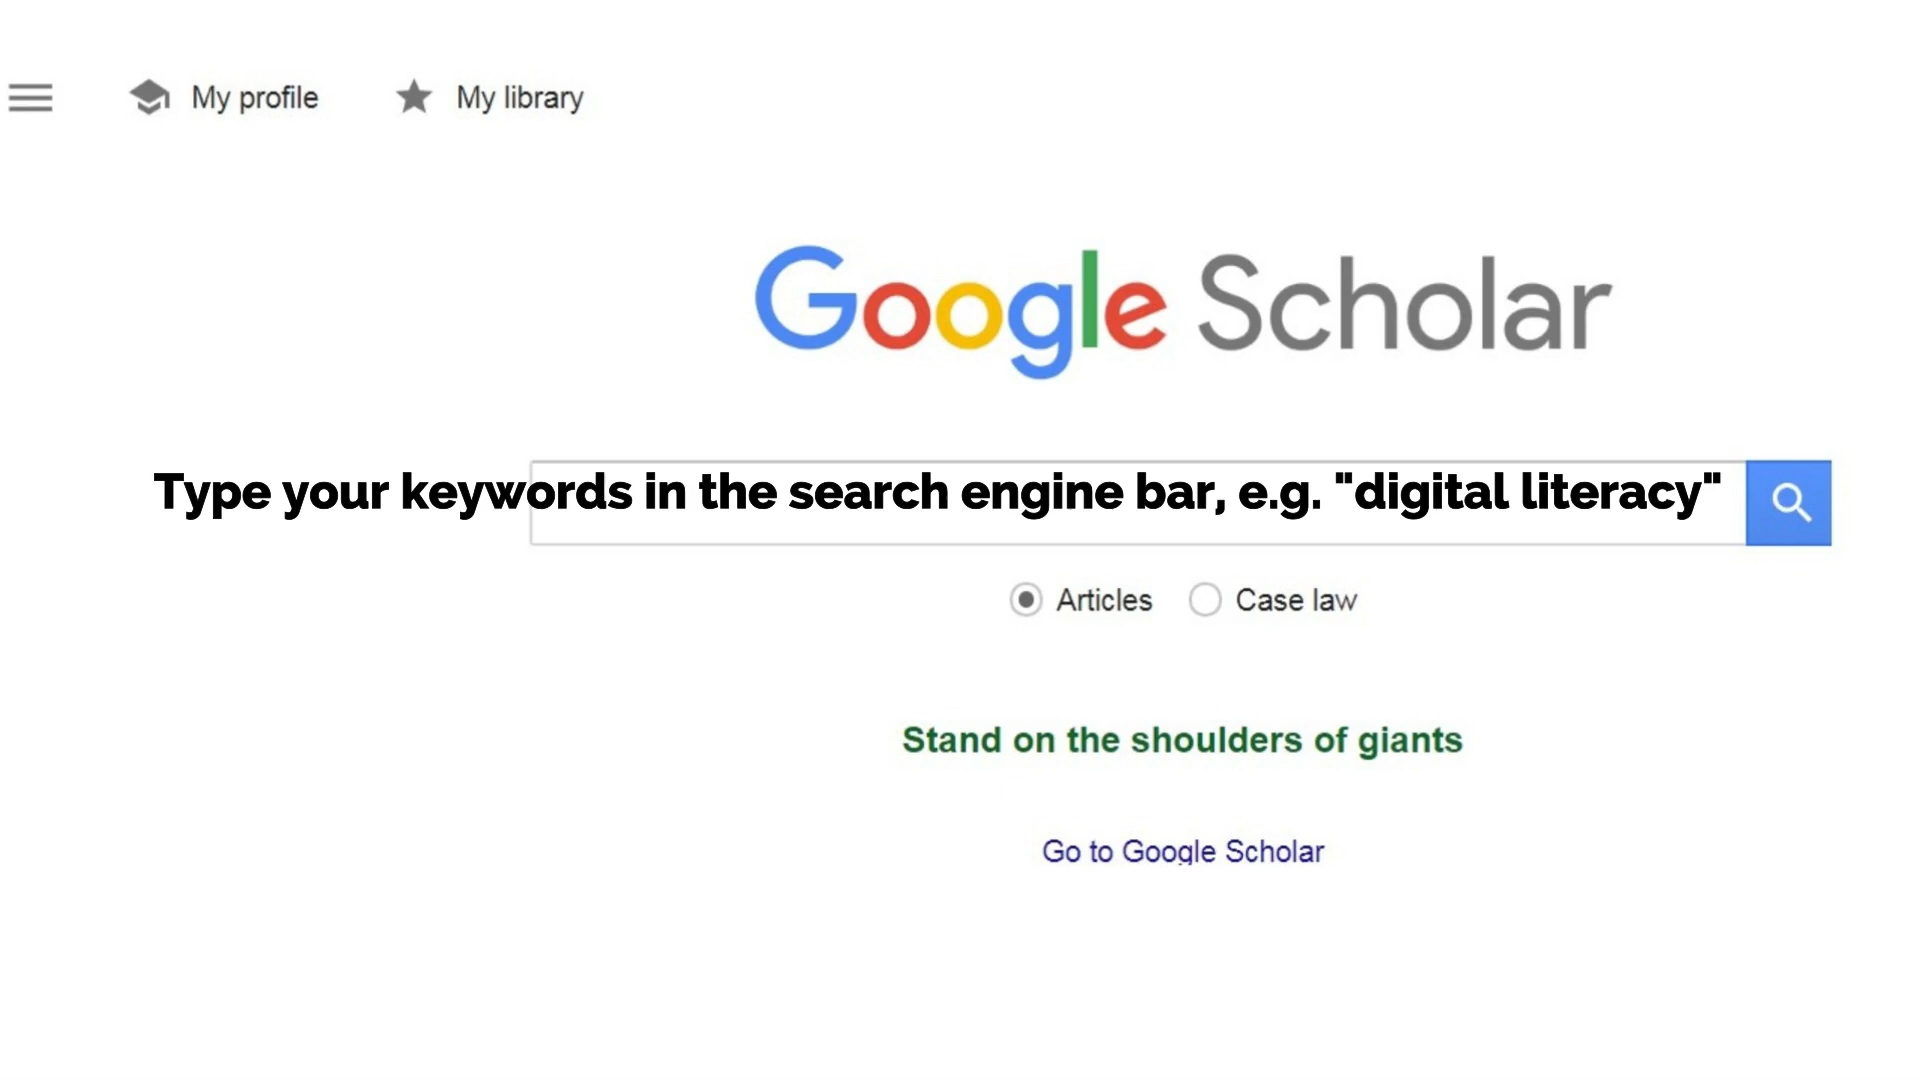 My profile My library
Google Scholar
Type your keywords in the search engine bar, e.g. "digital literacy"
Articles Case law
Stand on the shoulders of giants
Go to Google Scholar